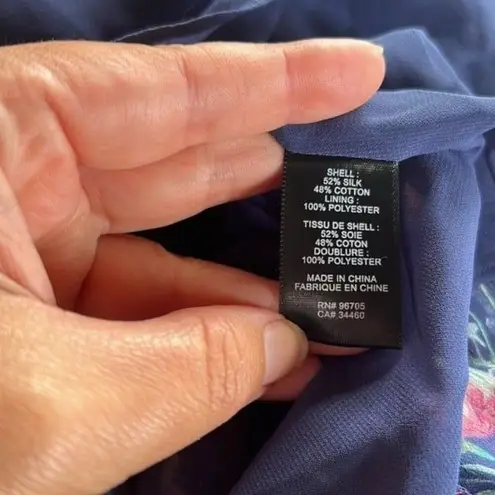 SHELL :
52% SILK
48% COTTON
LINING :
100% POLYESTER
TISSU DE SHELL :
52% SOIE
48% COTON
DOUBLURE :
100% POLYESTER
MADE IN CHINA
FABRIQUE EN CHINE
RN# 96705
CA# 34460